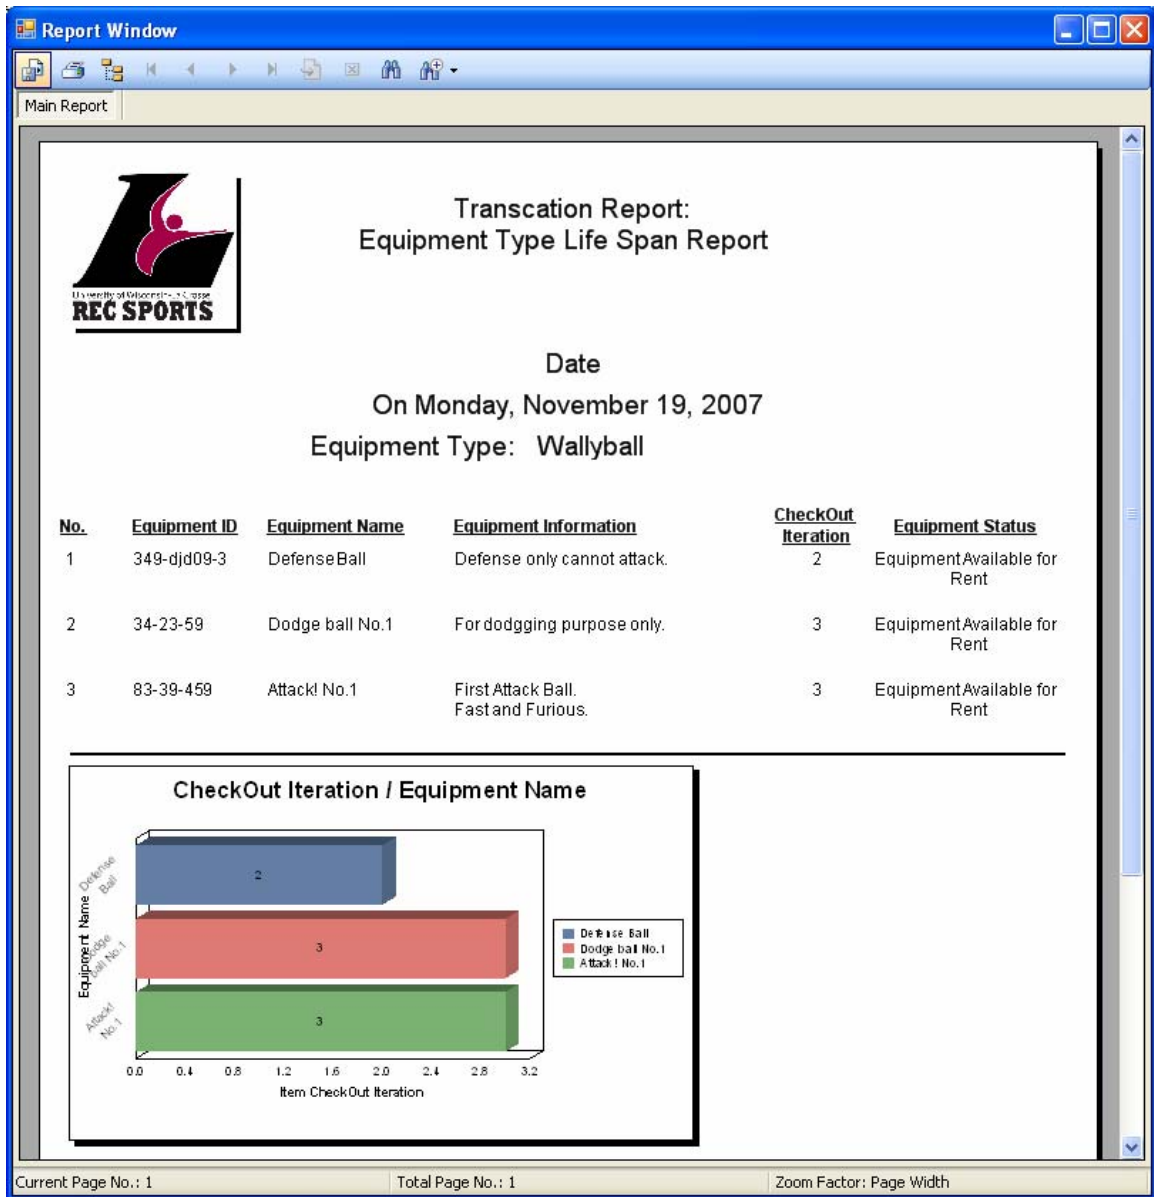 Report Window
Main Report
University of Wisconsin-La Crosse
REC SPORTS
Transcation Report:
Equipment Type Life Span Report
Date
On Monday, November 19, 2007
Equipment Type: Wallyball
No. Equipment ID Equipment Name Equipment Information CheckOut Iteration Equipment Status
1 349-djd09-3 Defense Ball Defense only cannot attack. 2 Equipment Available for
Rent
2 34-23-59 Dodge ball No.1 For dodgging purpose only. 3 Equipment Available for
Rent
3 83-39-459 Attack! No.1 First Attack Ball. 3 Equipment Available for
Fast and Furious. Rent
CheckOut Iteration / Equipment Name
Equipment Name
Defense
Ball
2
Dodge
ball No.1
3
Attack!
No.1
3
Defense Ball
Dodge ball No.1
Attack! No.1
0.0 0.4 0.8 1.2 1.6 2.0 2.4 2.8 3.2
Item CheckOut Iteration
Current Page No.: 1 Total Page No.: 1 Zoom Factor: Page Width